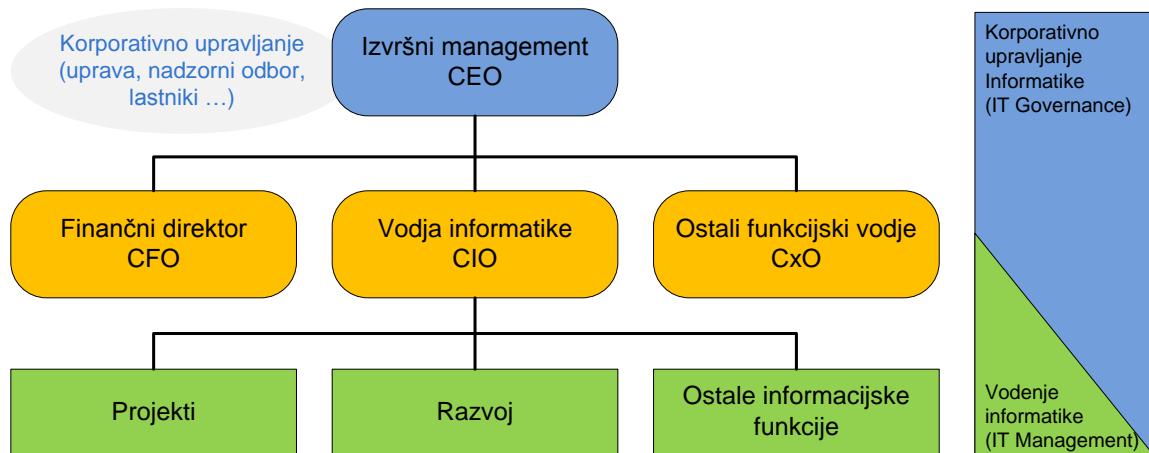 Korporativno upravljanje
(uprava, nadzorni odbor,
lastniki …)
Izvršni management
CEO
Korporativno
upravljanje
Informatike
(IT Governance)
Finančni direktor
CFO
Vodja informatike
CIO
Ostali funkcijski vodje
CxO
Projekti
Razvoj
Ostale informacijske
funkcije
Vodenje
informatike
(IT Management)